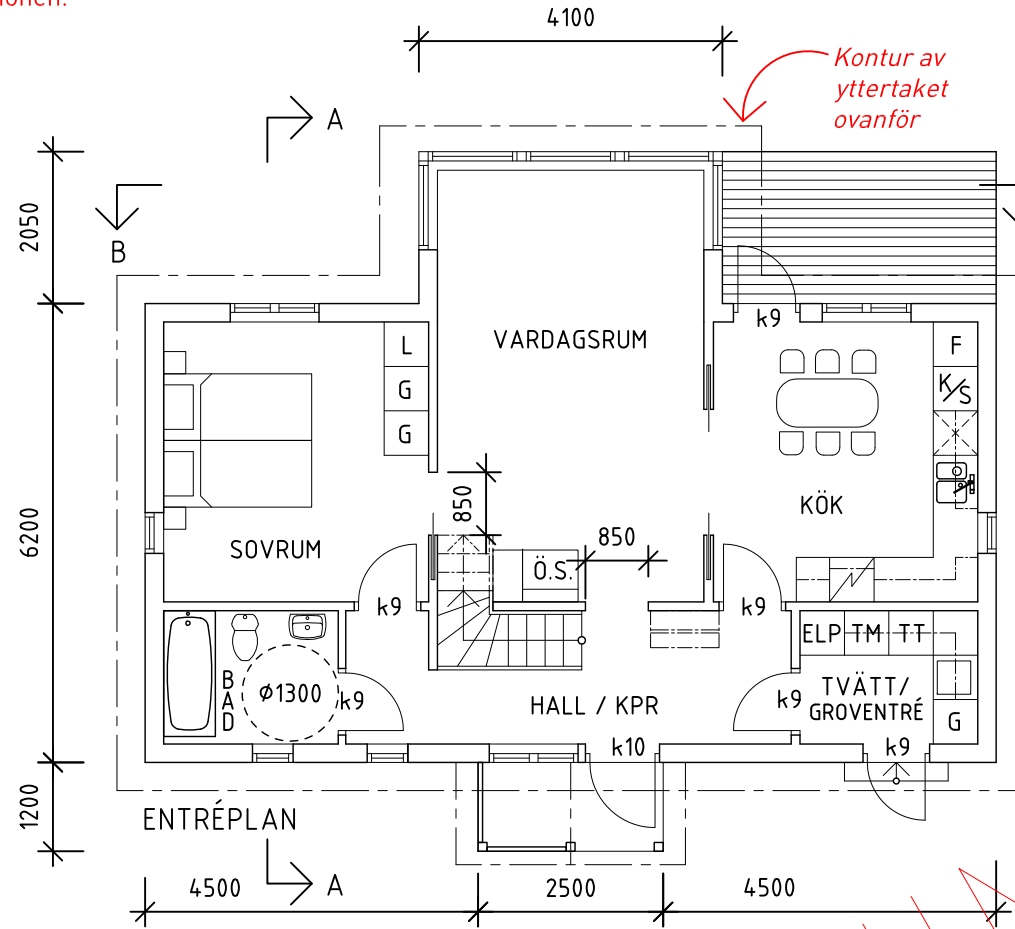 4100
Kontur av
yttertaket
ovanför
A
B
2050
6200
1200
VARDAGSRUM
k9
L
G
G
F
K/S
KÖK
850
850
SOVRUM
Ö.S.
k9
k9
ELP TM TT
BAD
ø1300
k9
HALL / KPR
k9
TVÄTT/
GROVENTRÉ
G
k10
k9
ENTRÉPLAN
A
4500
2500
4500